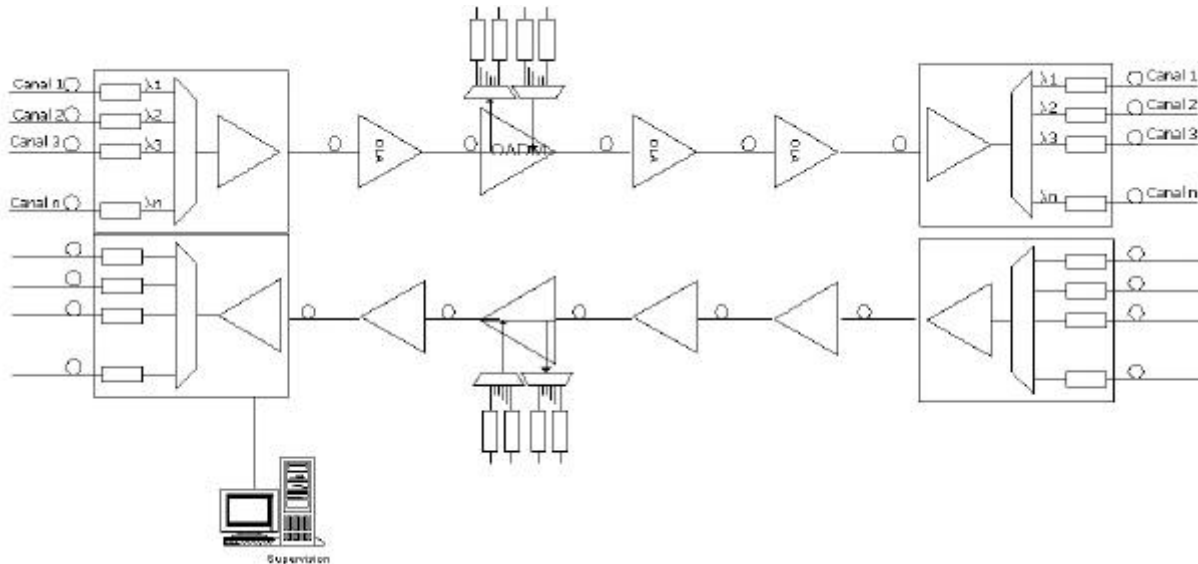 Canal 1
λ1
Canal 2
λ2
Canal 3
λ3
Canal n
λn
OLA
OADM
OLA
OLA
λ1
Canal 1
λ2
Canal 2
λ3
Canal 3
λn
Canal n
Supervision